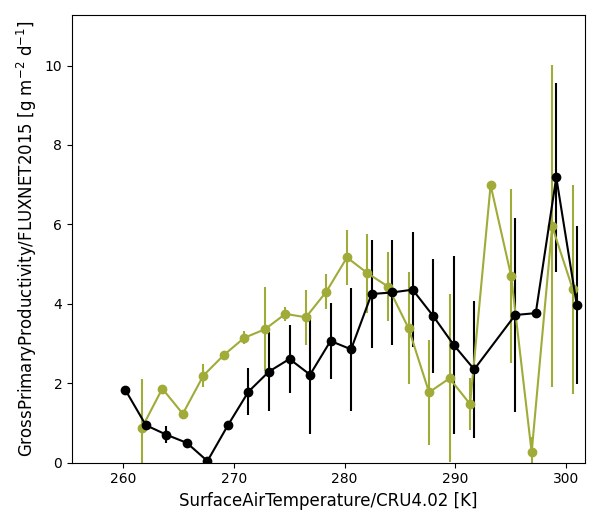 GrossPrimaryProductivity/FLUXNET2015 [g m⁻² d⁻¹]
10
8
6
4
2
0
260 270 280 290 300
SurfaceAirTemperature/CRU4.02 [K]